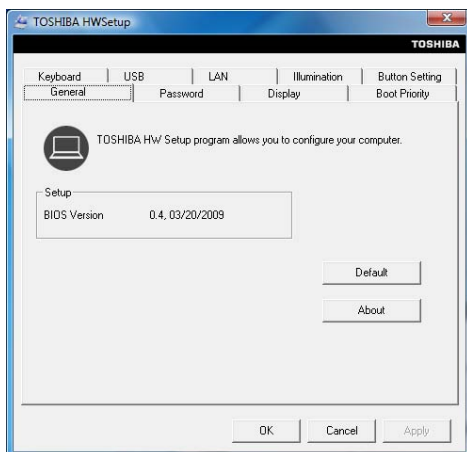 TOSHIBA HWSetup
TOSHIBA
Keyboard USB LAN Illumination Button Setting
General Password Display Boot Priority
TOSHIBA HW Setup program allows you to configure your computer.
Setup
BIOS Version 0.4, 03/20/2009
Default
About
OK Cancel Apply